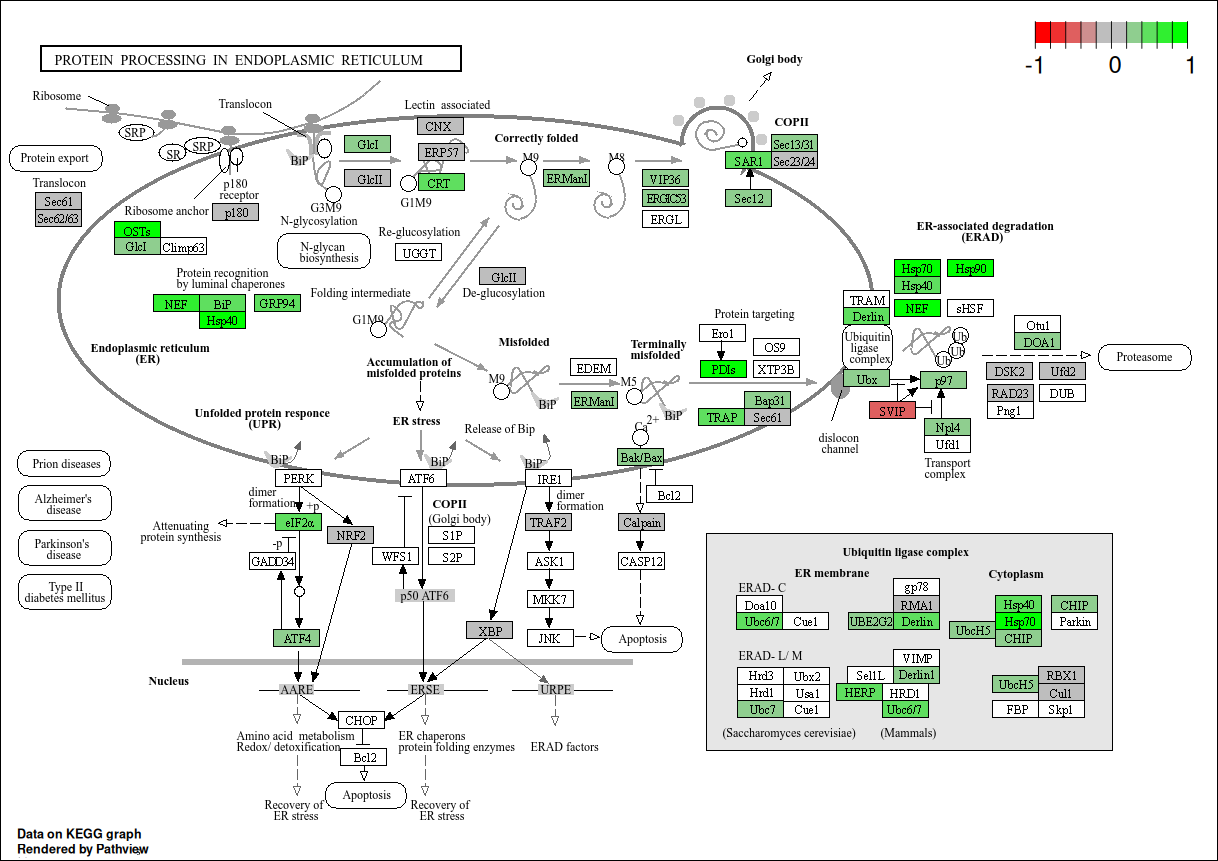 PROTEIN PROCESSING IN ENDOPLASMIC RETICULUM
-1 0 1
Golgi body
Ribosome
Translocon
Lectin associated
CNX
COPII
SRP
SRP
SR
Correctly folded
Sec13/31
Sec23/24
SAR1
Protein export
BiP
GlcI
ERP57
M9
M8
GlcII
CRT
ERManI
VIP36
Translocon
p180
receptor
G1M9
ERGIC53
Sec12
Sec61
Sec62/63
Ribosome anchor
p180
G3M9
N-glycosylation
ERGL
OSTs
GlcI
Climp63
Re-glucosylation
N-glycan
biosynthesis
UGGT
ER-associated degradation
(ERAD)
Protein recognition
by luminal chaperones
GlcII
De-glucosylation
Hsp70
Hsp90
Hsp40
NEF
BiP
GRP94
Hsp40
Folding intermediate
G1M9
TRAM
Derlin
NEF
sHSF
Protein targeting
Ero1
OS9
XTP3B
PDIs
Ubiquitin
ligase
complex
Ub
Ub
Ub
Otu1
DOA1
Proteasome
Endoplasmic reticulum
(ER)
Accumulation of
misfolded proteins
Misfolded
Terminally
misfolded
EDEM
M9
M5
BiP
ERManI
BiP
Ubx
p97
DSK2
Ufd2
RAD23
DUB
Png1
Bap31
TRAP
Sec61
SVIP
Npl4
Ufd1
Transport
complex
dislocon
channel
Unfolded protein responce
(UPR)
ER stress
Release of Bip
Ca2+
Bak/Bax
Bcl2
BiP
BiP
BiP
PERK
ATF6
IRE1
Prion diseases
Alzheimer's
disease
Parkinson's
disease
Type II
diabetes mellitus
dimer
formation
+p
Attenuating
protein synthesis
eIF2α
-p
GADD34
NRF2
COPII
(Golgi body)
S1P
S2P
WFS1
p50 ATF6
dimer
formation
TRAF2
ASK1
MKK7
JNK
Calpain
CASP12
Apoptosis
ATF4
XBP
Nucleus
AARE
ERSE
URPE
CHOP
Amino acid metabolism
Redox/ detoxification
ER chaperons
protein folding enzymes
ERAD factors
Bcl2
Apoptosis
Recovery of
ER stress
Recovery of
ER stress
Ubiquitin ligase complex
ER membrane
Cytoplasm
ERAD- C
Doa10
Ubc6/7
Cue1
gp78
RMA1
UBE2G2
Derlin
Hsp40
Hsp70
UbcH5
CHIP
CHIP
Parkin
ERAD- L/ M
Hrd3
Ubx2
Hrd1
Usa1
Ubc7
Cue1
VIMP
Sel1L
Derlin1
HERP
HRD1
Ubc6/7
UbcH5
RBX1
Cul1
FBP
Skp1
(Saccharomyces cerevisiae)
(Mammals)
Data on KEGG graph
Rendered by Pathview